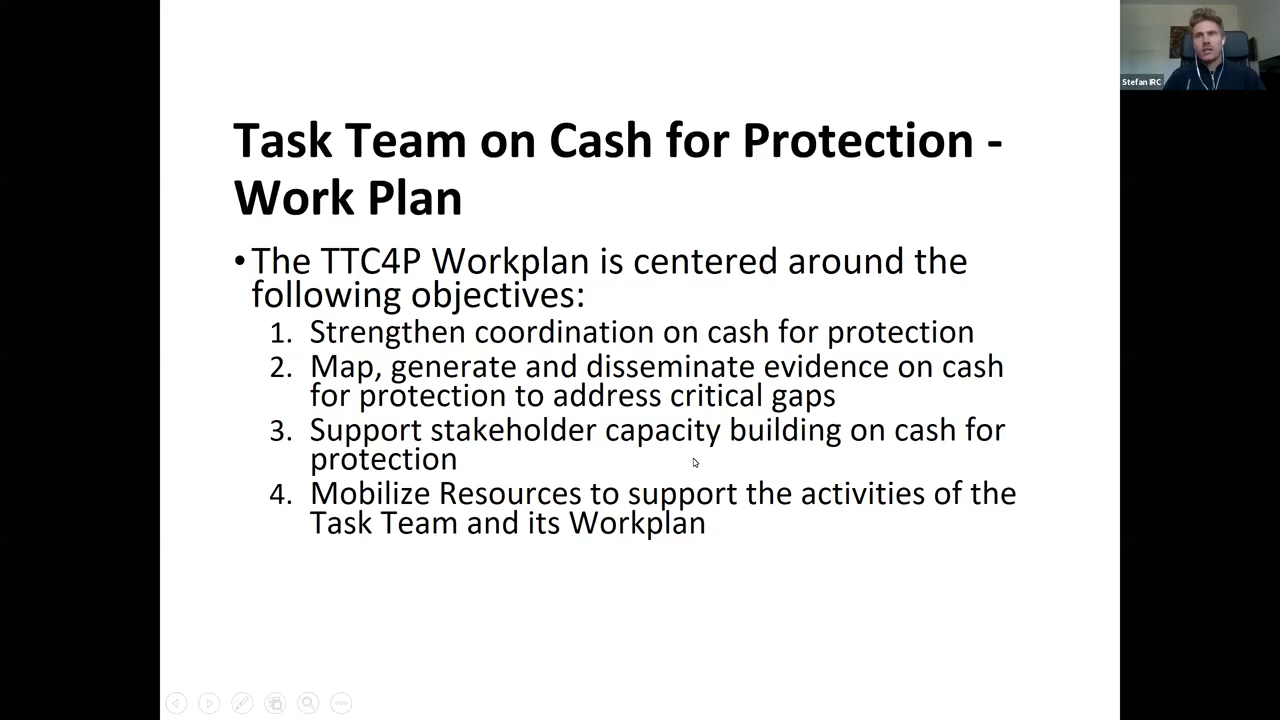 Stefan IRC
Task Team on Cash for Protection -
Work Plan
•The TTC4P Workplan is centered around the
following objectives:
1. Strengthen coordination on cash for protection
2. Map, generate and disseminate evidence on cash
for protection to address critical gaps
3. Support stakeholder capacity building on cash for
protection
4. Mobilize Resources to support the activities of the
Task Team and its Workplan